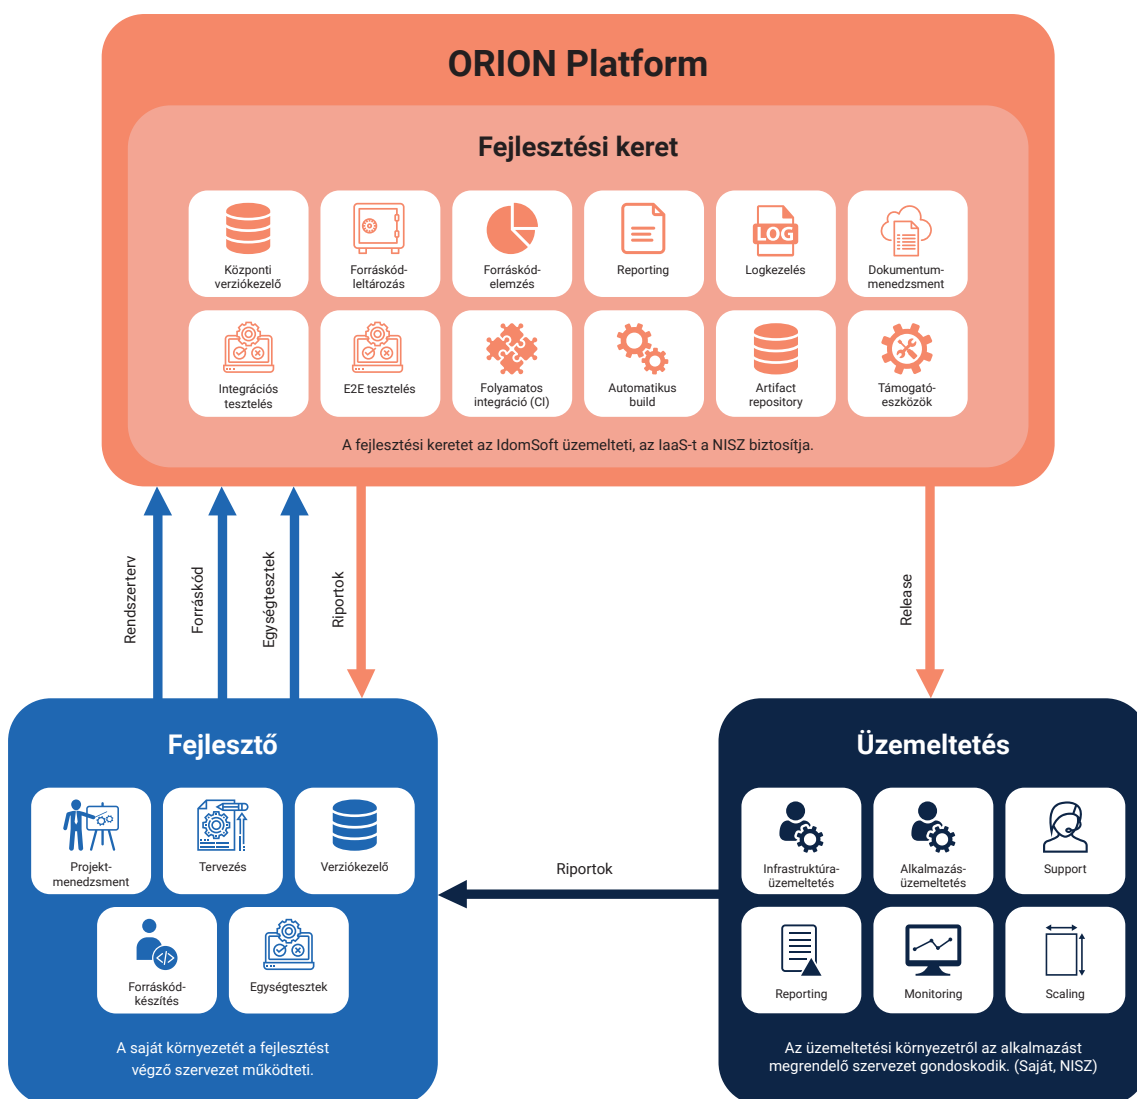 ORION Platform
Fejlesztési keret
Központi
verziókezelő
Forráskód-
leltározás
Forráskód-
elemzés
Reporting
LOG
Logkezelés
Dokumentum-
menedzsment
Integrációs
tesztelés
E2E tesztelés
Folyamatos
integráció (CI)
Automatikus
build
Artifact
repository
Támogató-
eszközök
A fejlesztési keretet az IdomSoft üzemelteti, az IaaS-t a NISZ biztosítja.
Rendszerterv
Forráskód
Egységtesztek
Riportok
Release
Fejlesztő
Projekt-
menedzsment
Tervezés
Verziókezelő
Forráskód-
készítés
Egységtesztek
A saját környezetét a fejlesztést
végző szervezet működteti.
Riportok
Üzemeltetés
Infrastruktúra-
üzemeltetés
Alkalmazás-
üzemeltetés
Support
Reporting
Monitoring
Scaling
Az üzemeltetési környezetről az alkalmazást
megrendelő szervezet gondoskodik. (Saját, NISZ)